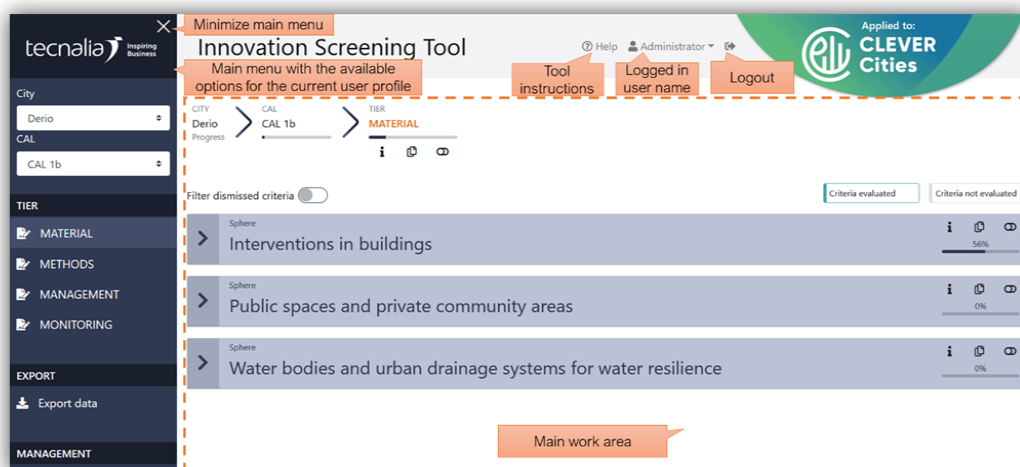 Minimize main menu
tecnalia Inspiring Business
Innovation Screening Tool
Help Administrator
Applied to:
CLEVER
Cities
Main menu with the available
options for the current user profile
Tool
instructions
Logged in
user name
Logout
City
Derio
CAL
CAL 1b
CITY
Derio
Progress
CAL
CAL 1b
TIER
MATERIAL
Filter dismissed criteria
Criteria evaluated
Criteria not evaluated
TIER
MATERIAL
METHODS
MANAGEMENT
MONITORING
Sphere
Interventions in buildings
56%
Sphere
Public spaces and private community areas
0%
Sphere
Water bodies and urban drainage systems for water resilience
0%
EXPORT
Export data
Main work area
MANAGEMENT